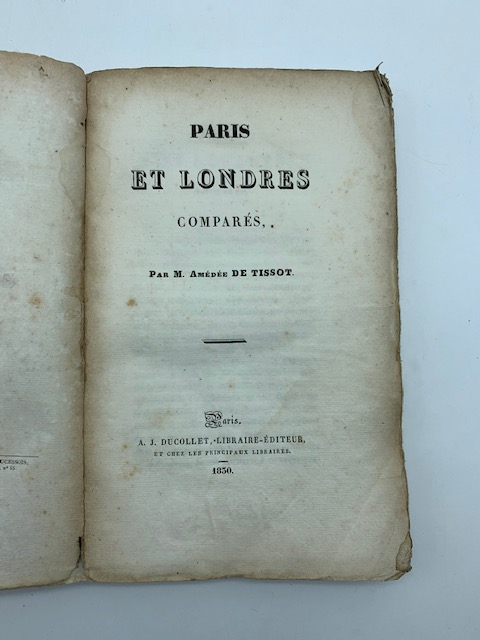 PARIS
ET LONDRES
COMPARÉS,
PAR M. AMÉDÉE DE TISSOT.
Paris.
A. J. DUCOLLET, LIBRAIRE-ÉDITEUR,
ET CHEZ LES PRINCIPAUX LIBRAIRES.
1830.